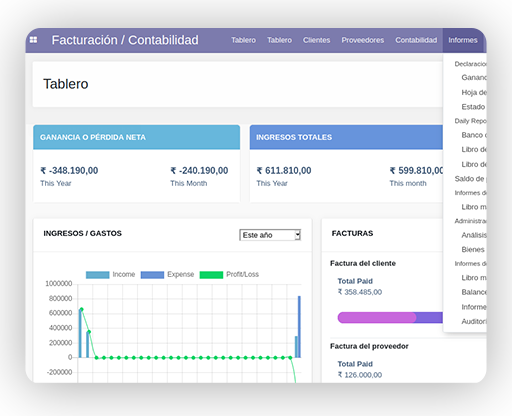 Facturación / Contabilidad
Tablero Tablero Clientes Proveedores Contabilidad Informes
Tablero
GANANCIA O PÉRDIDA NETA
₹ -348.190,00 ₹ -240.190,00
This Year This Month
INGRESOS TOTALES
₹ 611.810,00 ₹ 599.810,00
This Year This month
INGRESOS / GASTOS
Este año
Income Expense Profit/Loss
1000000
800000
600000
400000
200000
0
-200000
FACTURAS
Factura del cliente
Total Paid
₹ 358.485,00
Factura del proveedor
Total Paid
₹ 126.000,00
Declaracio
Gananc
Hoja de
Estado
Daily Repo
Banco
Libro de
Libro de
Saldo de
Informes d
Libro m
Administra
Análisis
Bienes
Informes d
Libro m
Balance
Informe
Auditorí